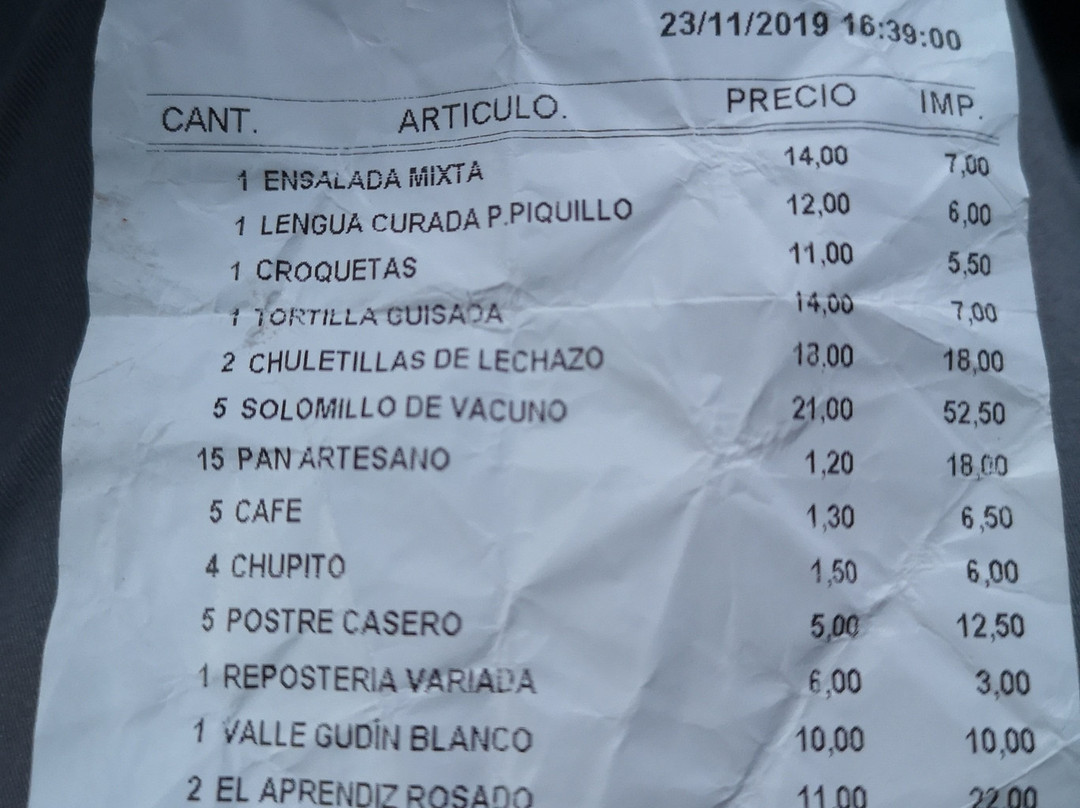 23/11/2019 16:39:00
CANT. ARTICULO. PRECIO IMP.
1 ENSALADA MIXTA 14,00 7,00
1 LENGUA CURADA P.PIQUILLO 12,00 6,00
1 CROQUETAS 11,00 5,50
1 TORTILLA GUISADA 14,00 7,00
2 CHULETILLAS DE LECHAZO 18,00 18,00
5 SOLOMILLO DE VACUNO 21,00 52,50
15 PAN ARTESANO 1,20 18,00
5 CAFE 1,30 6,50
4 CHUPITO 1,50 6,00
5 POSTRE CASERO 5,00 12,50
1 REPOSTERIA VARIADA 6,00 3,00
1 VALLE GUDÍN BLANCO 10,00 10,00
2 EL APRENDIZ ROSADO 11,00 22,00